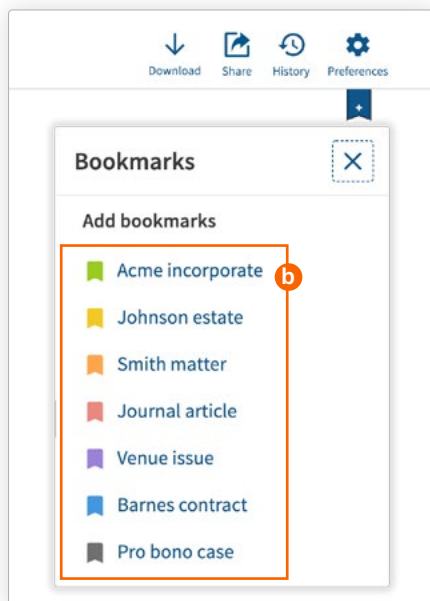 Download Share History Preferences
+
Bookmarks
Add bookmarks
Acme incorporate
b
Johnson estate
Smith matter
Journal article
Venue issue
Barnes contract
Pro bono case